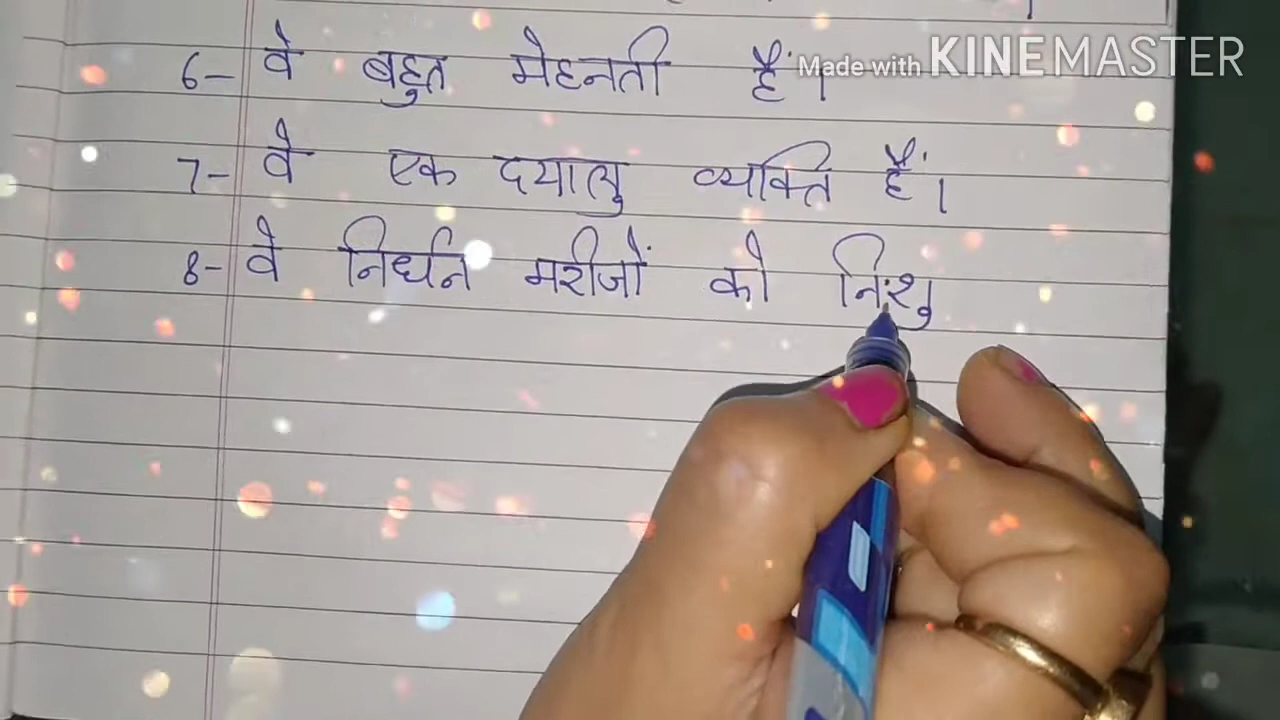 Made with KINEMASTER
6- वे बहुत मेहनती हैं।
7- वे एक दयालु व्यक्ति हैं।
8- वे निर्धन मरीजों को निःशु